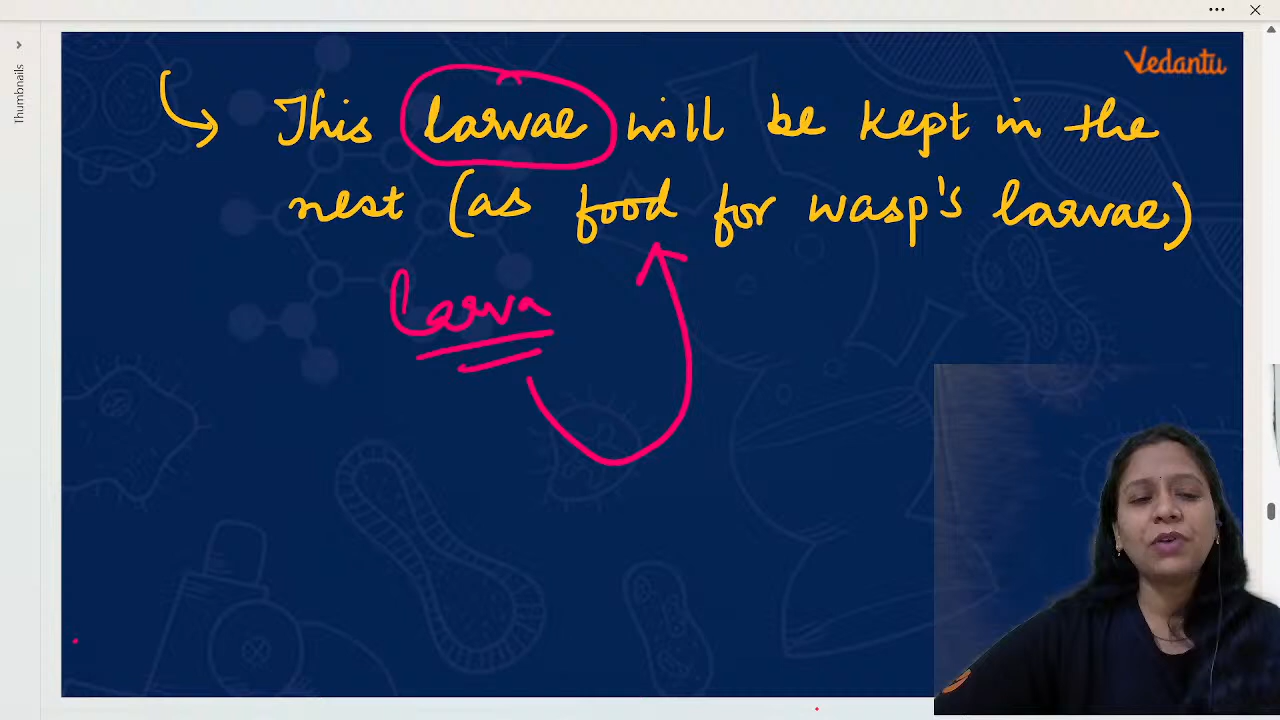 Thumbnails
Vedantu
This larvae will be kept in the
nest (as food for wasp's larvae)
Larva